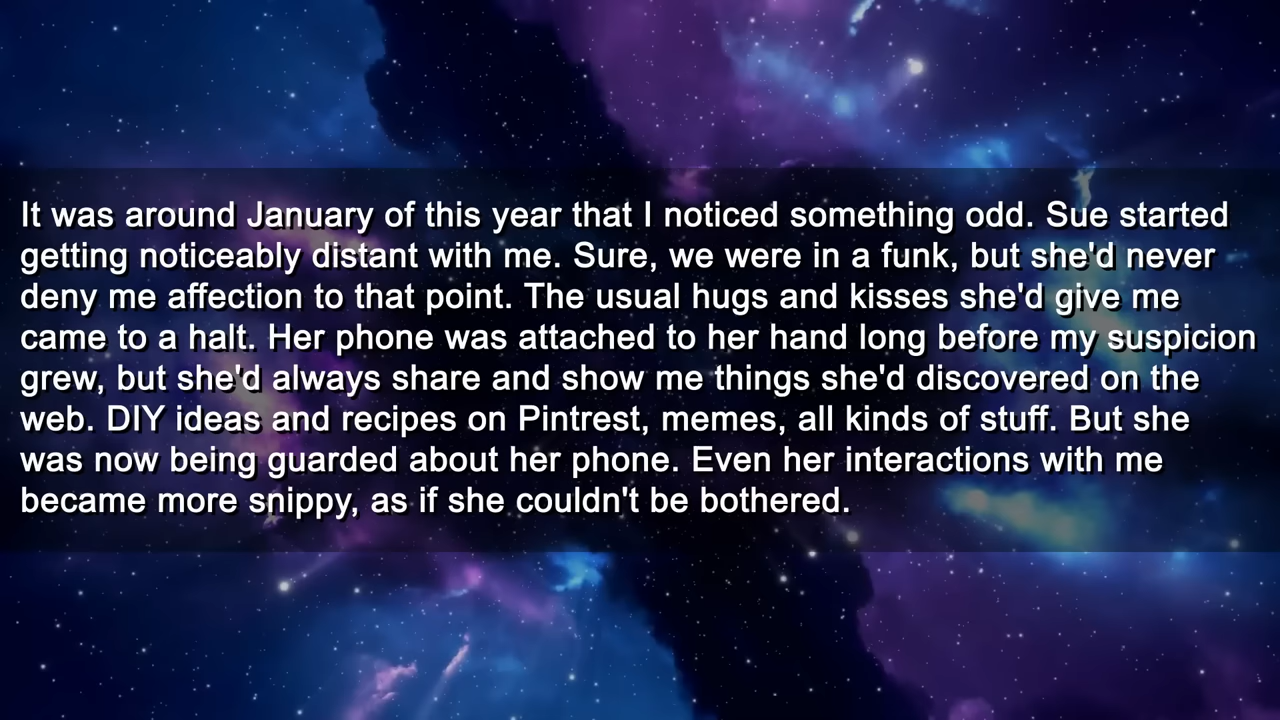 It was around January of this year that I noticed something odd. Sue started
getting noticeably distant with me. Sure, we were in a funk, but she'd never
deny me affection to that point. The usual hugs and kisses she'd give me
came to a halt. Her phone was attached to her hand long before my suspicion
grew, but she'd always share and show me things she'd discovered on the
web. DIY ideas and recipes on Pintrest, memes, all kinds of stuff. But she
was now being guarded about her phone. Even her interactions with me
became more snippy, as if she couldn't be bothered.